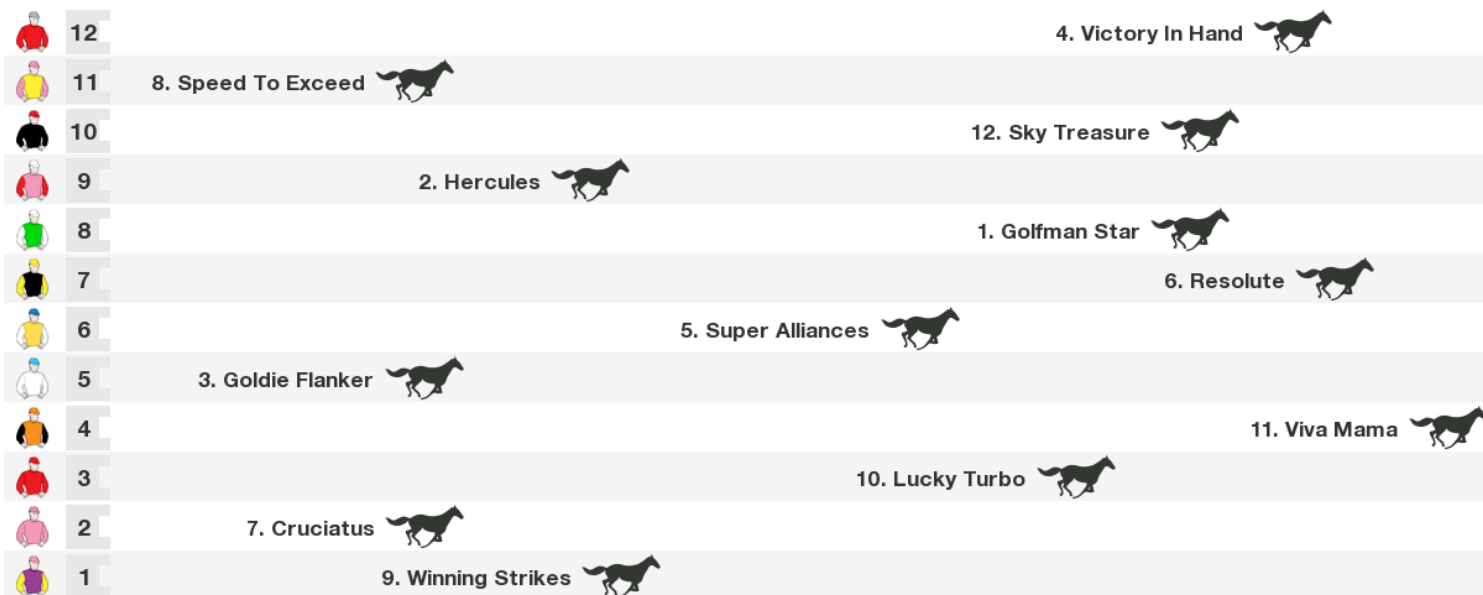 12 4. Victory In Hand
11 8. Speed To Exceed
10 12. Sky Treasure
9 2. Hercules
8 1. Golfman Star
7 6. Resolute
6 5. Super Alliances
5 3. Goldie Flanker
4 11. Viva Mama
3 10. Lucky Turbo
2 7. Cruciatus
1 9. Winning Strikes